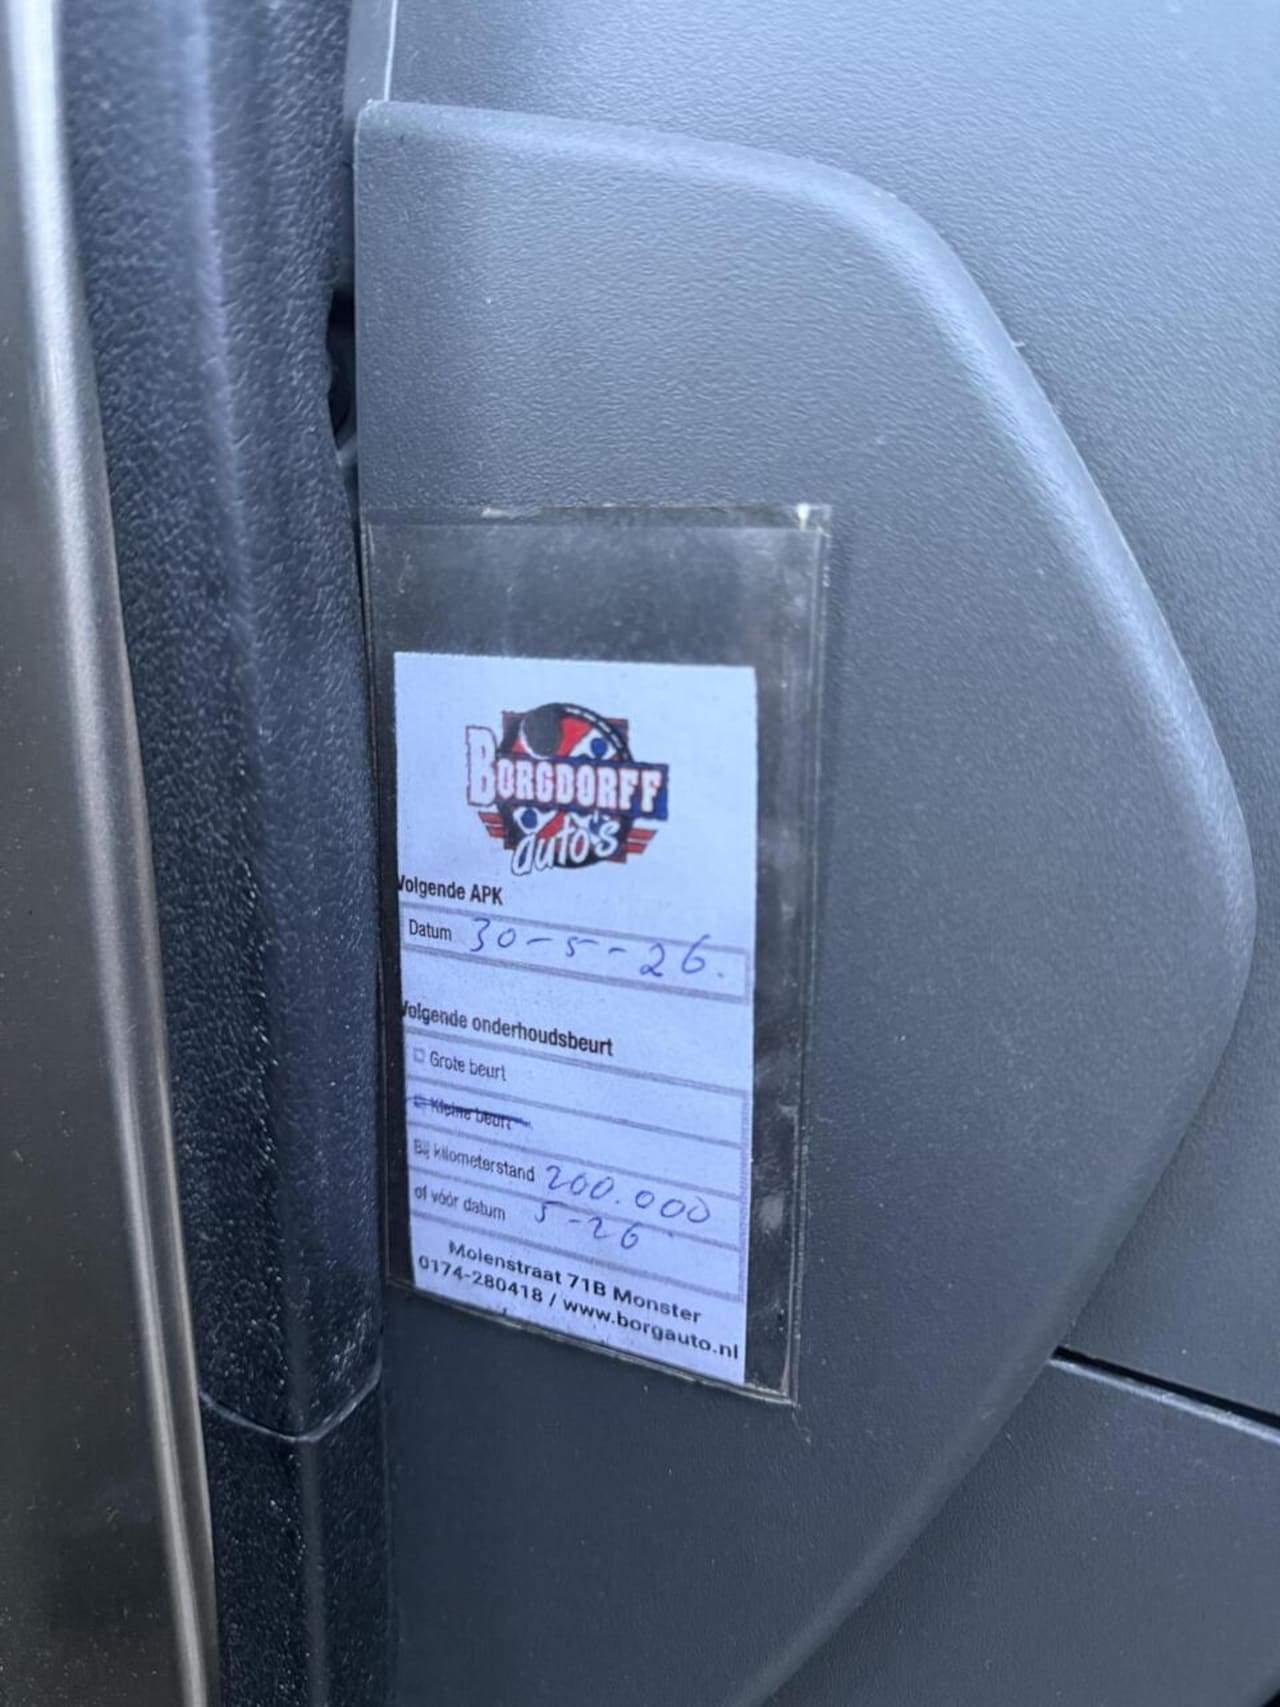 BORGDORFF
auto's
Volgende APK
Datum 30-5-26.
Volgende onderhoudsbeurt
Grote beurt
Kleine beurt
Bij kilometerstand 200.000
of vóór datum 5-26
Molenstraat 71B Monster
0174-280418 / www.borgauto.nl